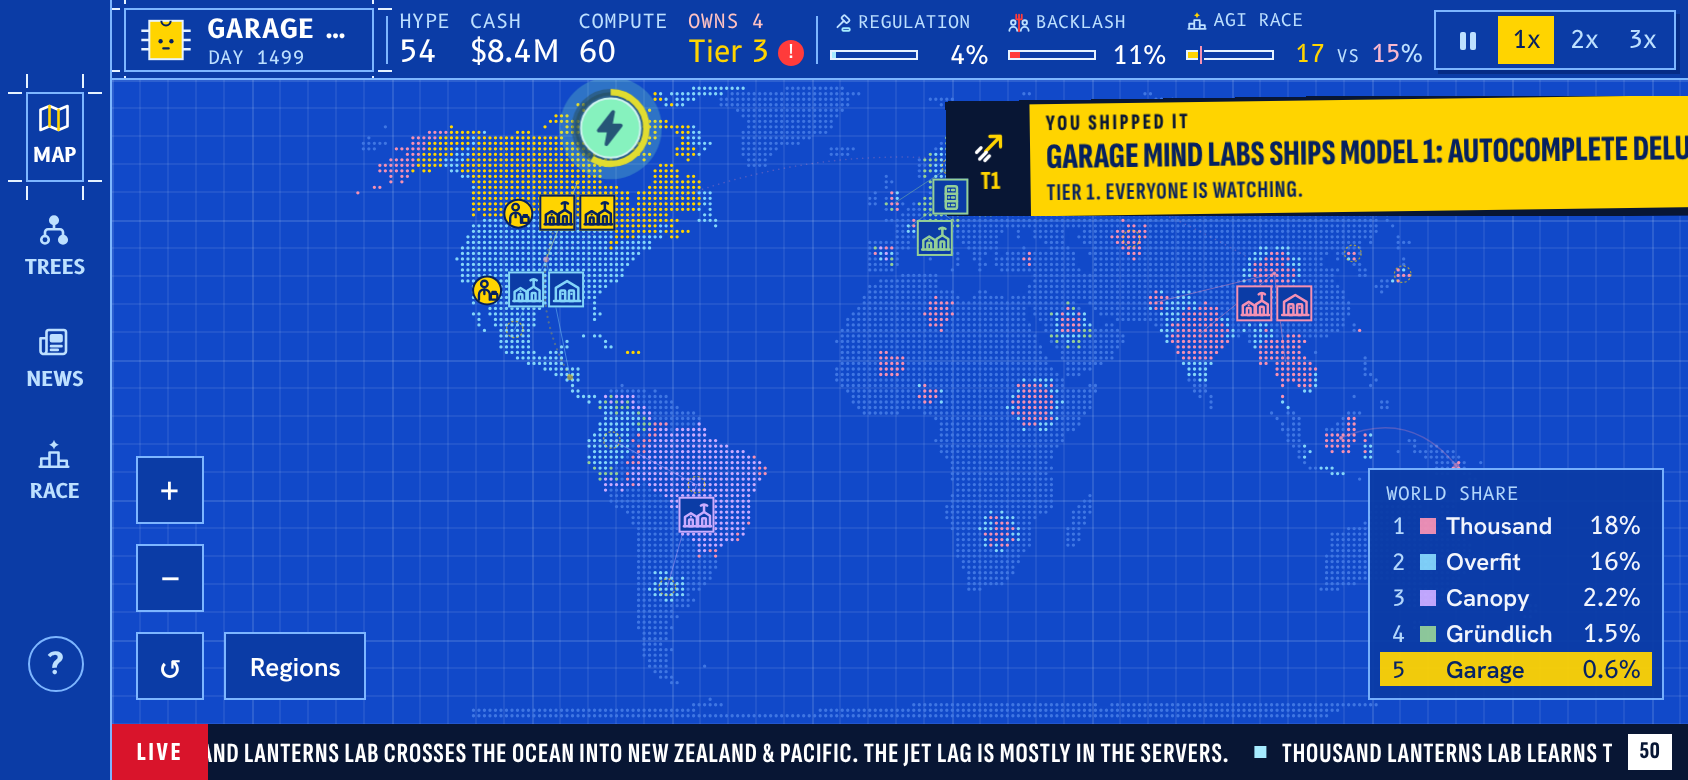 GARAGE ...
DAY 1499
HYPE
54
CASH
$8.4M
COMPUTE
60
OWNS 4
Tier 3
!
REGULATION
4%
BACKLASH
11%
AGI RACE
17 VS 15%
1x
2x
3x
MAP
TREES
NEWS
RACE
?
YOU SHIPPED IT
GARAGE MIND LABS SHIPS MODEL 1: AUTOCOMPLETE DELU
TIER 1. EVERYONE IS WATCHING.
T1
+
−
↺
Regions
WORLD SHARE
1 Thousand 18%
2 Overfit 16%
3 Canopy 2.2%
4 Gründlich 1.5%
5 Garage 0.6%
LIVE
AND LANTERNS LAB CROSSES THE OCEAN INTO NEW ZEALAND & PACIFIC. THE JET LAG IS MOSTLY IN THE SERVERS. THOUSAND LANTERNS LAB LEARNS T
50